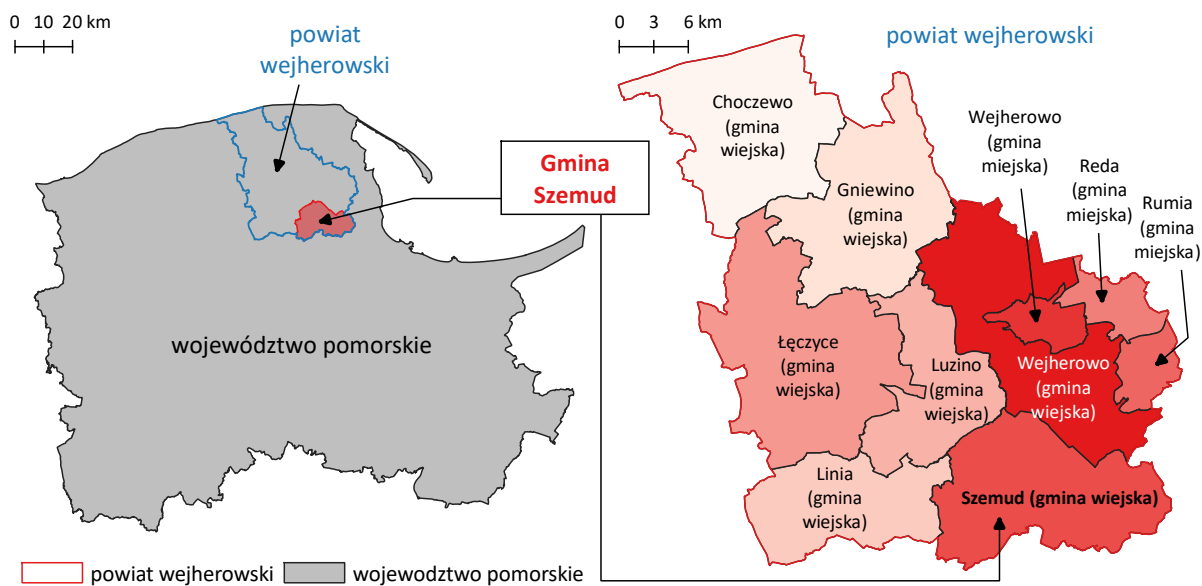 0 10 20 km
powiat
wejherowski
Gmina
Szemud
województwo pomorskie
powiat wejherowski
wojewodztwo pomorskie
0 3 6 km
powiat wejherowski
Choczewo
(gmina
wiejska)
Gniewino
(gmina
wiejska)
Wejherowo
(gmina
miejska)
Reda
(gmina
miejska)
Rumia
(gmina
miejska)
Łęczyce
(gmina
wiejska)
Luzino
(gmina
wiejska)
Wejherowo
(gmina
wiejska)
Linia
(gmina
wiejska)
Szemud (gmina wiejska)